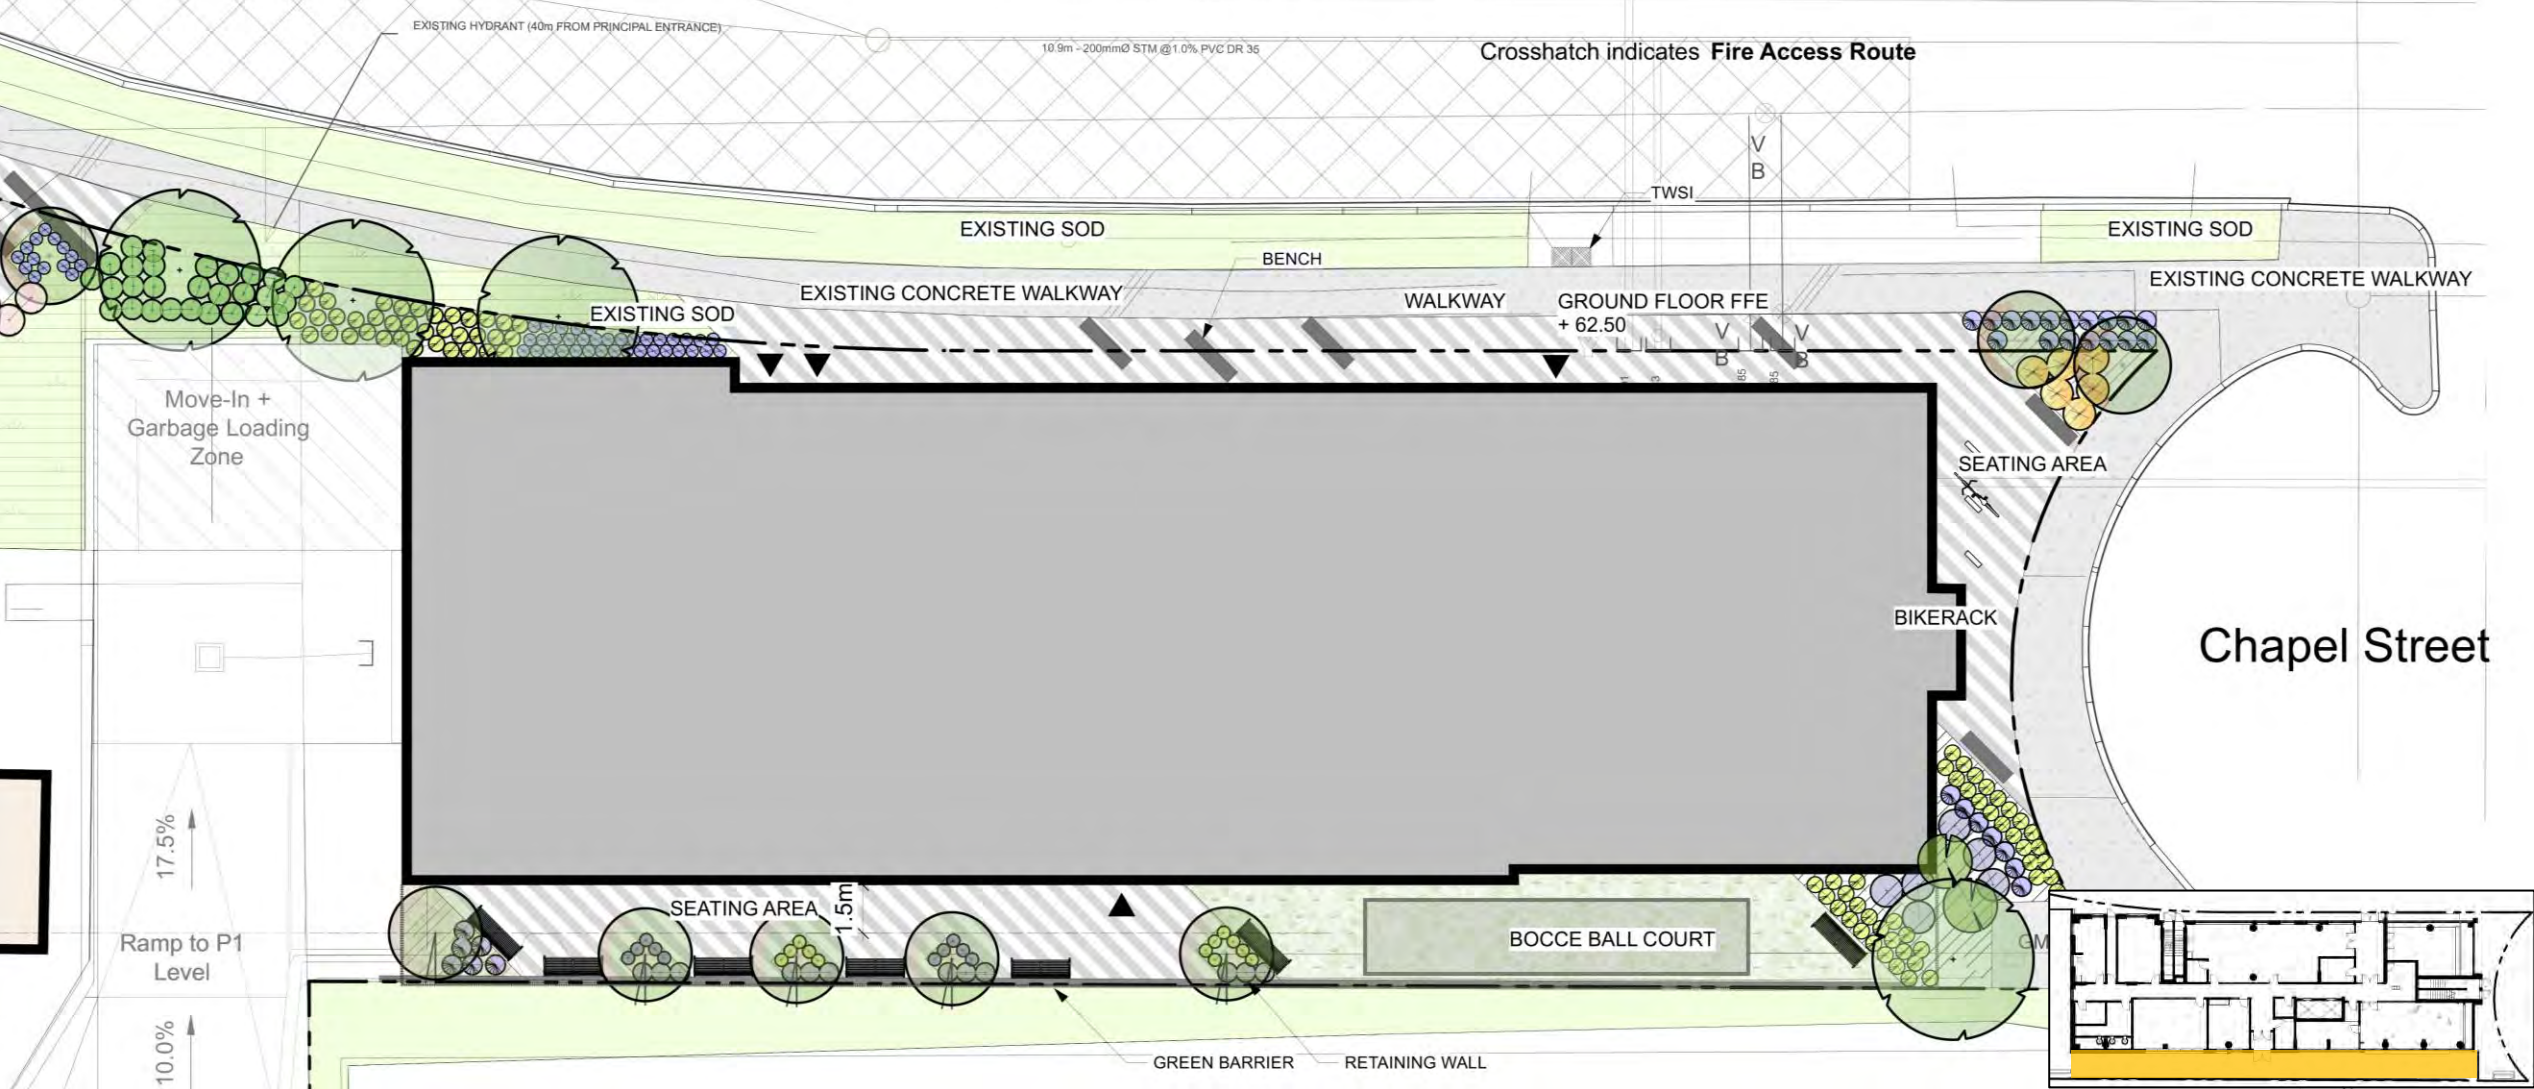 EXISTING HYDRANT (40m FROM PRINCIPAL ENTRANCE)
10.9m - 200mmØ STM @1.0% PVC DR 35
Crosshatch indicates Fire Access Route
V
B
TWSI
EXISTING SOD
EXISTING SOD
BENCH
EXISTING CONCRETE WALKWAY
EXISTING CONCRETE WALKWAY
WALKWAY
GROUND FLOOR FFE
+ 62.50
EXISTING SOD
V
B
V
B
85
85
Move-In +
Garbage Loading
Zone
SEATING AREA
BIKERACK
Chapel Street
17.5%
SEATING AREA
1.5m
BOCCE BALL COURT
GM
Ramp to P1
Level
10.0%
GREEN BARRIER
RETAINING WALL